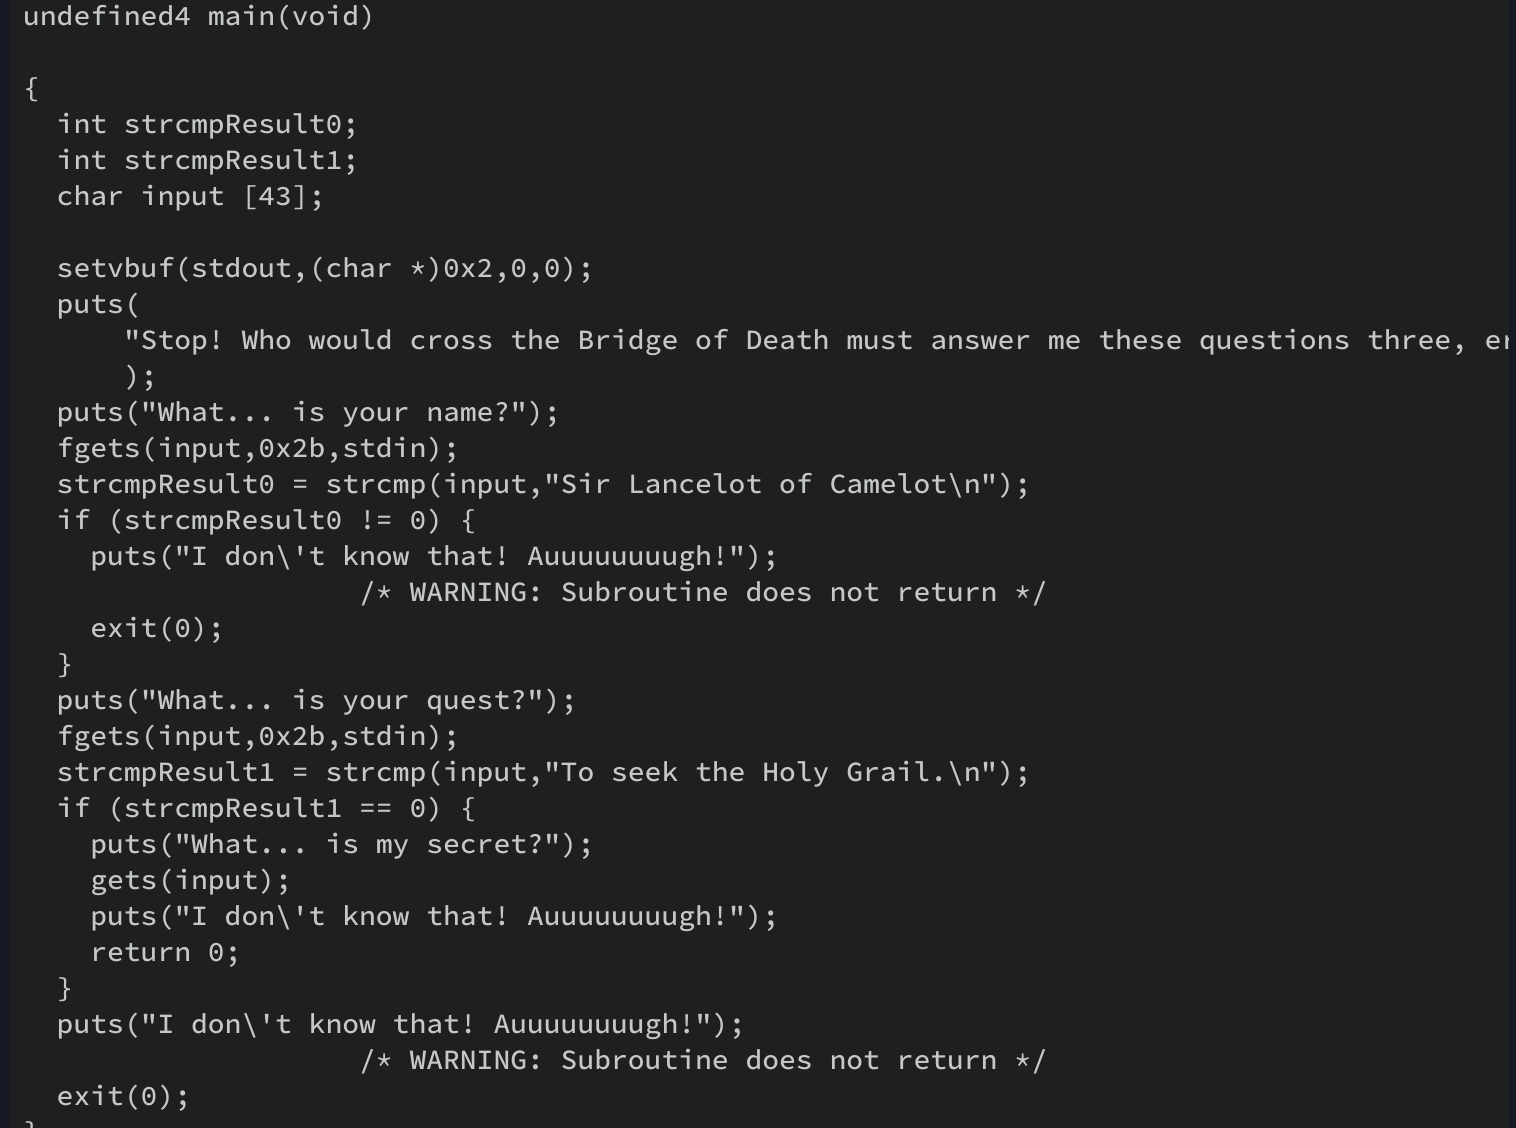 undefined4 main(void)
{
int strcmpResult0;
int strcmpResult1;
char input [43];
setvbuf(stdout,(char *)0x2,0,0);
puts(
"Stop! Who would cross the Bridge of Death must answer me these questions three, er
);
puts("What... is your name?");
fgets(input,0x2b,stdin);
strcmpResult0 = strcmp(input,"Sir Lancelot of Camelot\n");
if (strcmpResult0 != 0) {
puts("I don\'t know that! Auuuuuuuugh!");
/* WARNING: Subroutine does not return */
exit(0);
}
puts("What... is your quest?");
fgets(input,0x2b,stdin);
strcmpResult1 = strcmp(input,"To seek the Holy Grail.\n");
if (strcmpResult1 == 0) {
puts("What... is my secret?");
gets(input);
puts("I don\'t know that! Auuuuuuuugh!");
return 0;
}
puts("I don\'t know that! Auuuuuuuugh!");
/* WARNING: Subroutine does not return */
exit(0);
}